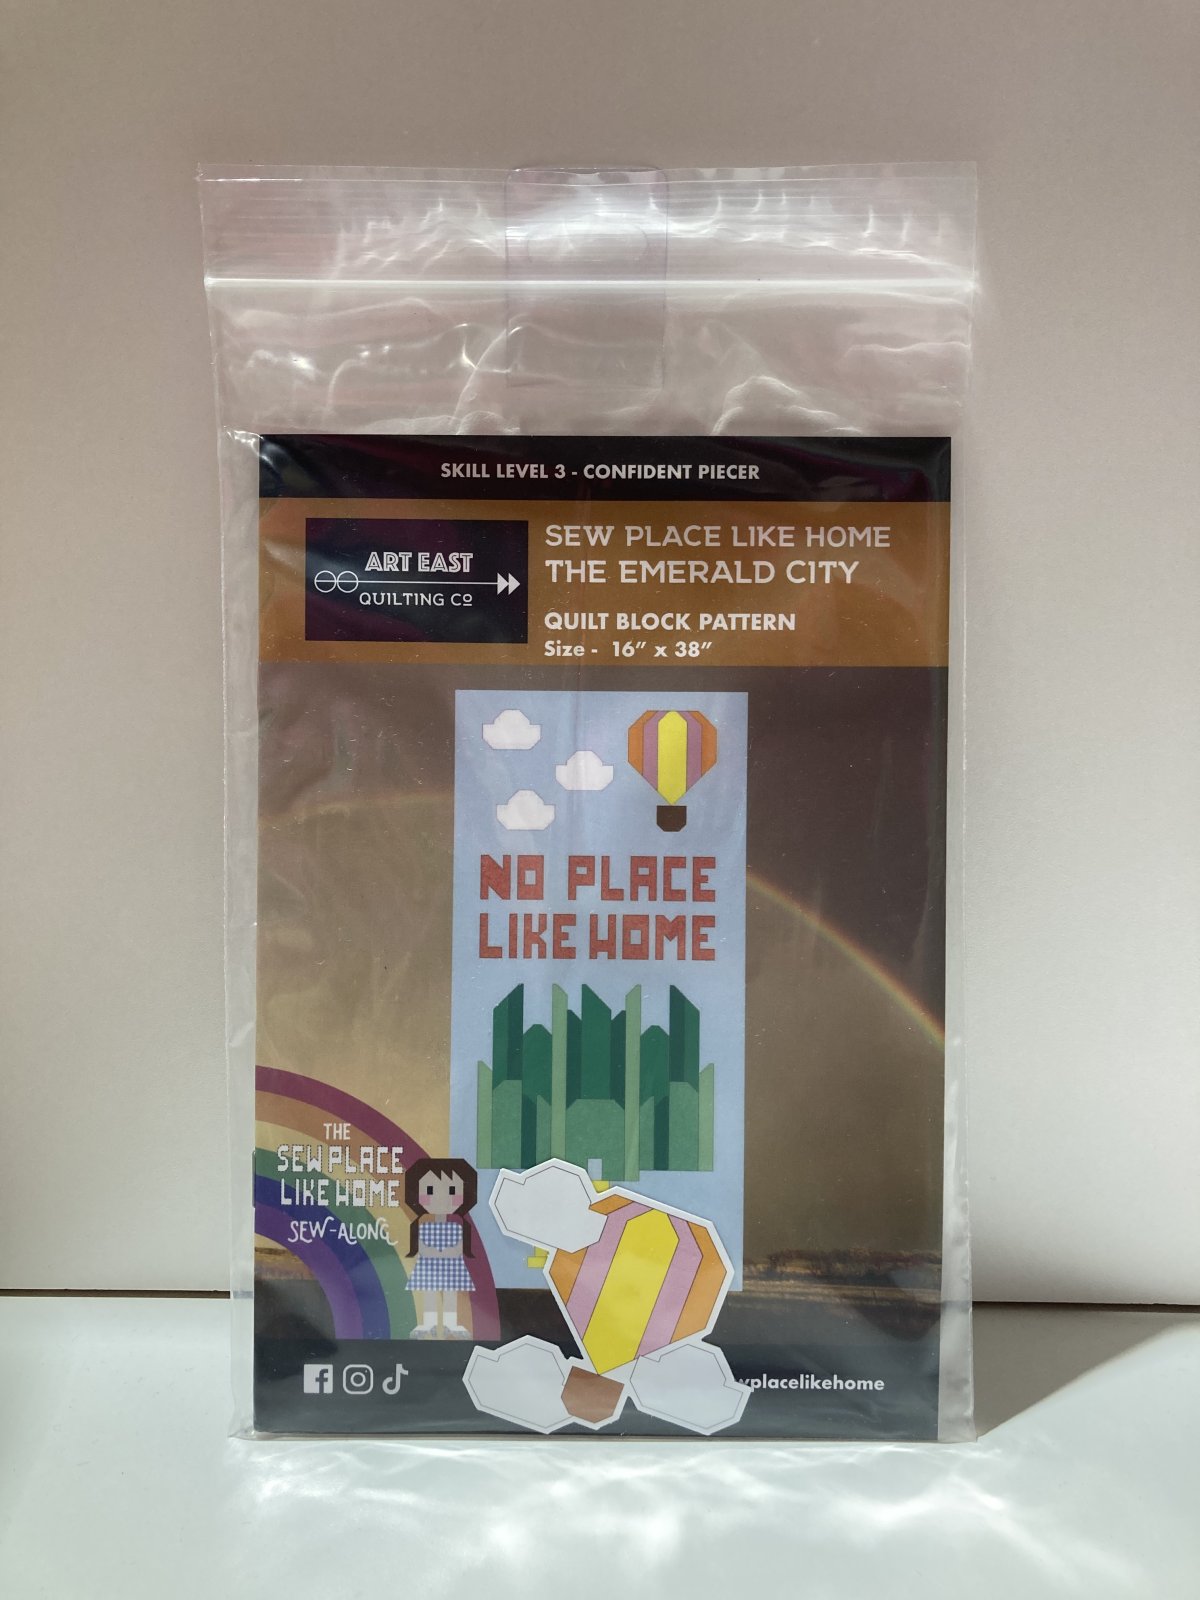 SKILL LEVEL 3 - CONFIDENT PIECER
ART EAST
QUILTING CO
SEW PLACE LIKE HOME
THE EMERALD CITY
QUILT BLOCK PATTERN
Size - 16” x 38”
NO PLACE
LIKE HOME
THE
SEW PLACE
LIKE HOME
SEW-ALONG
wplacelikehome